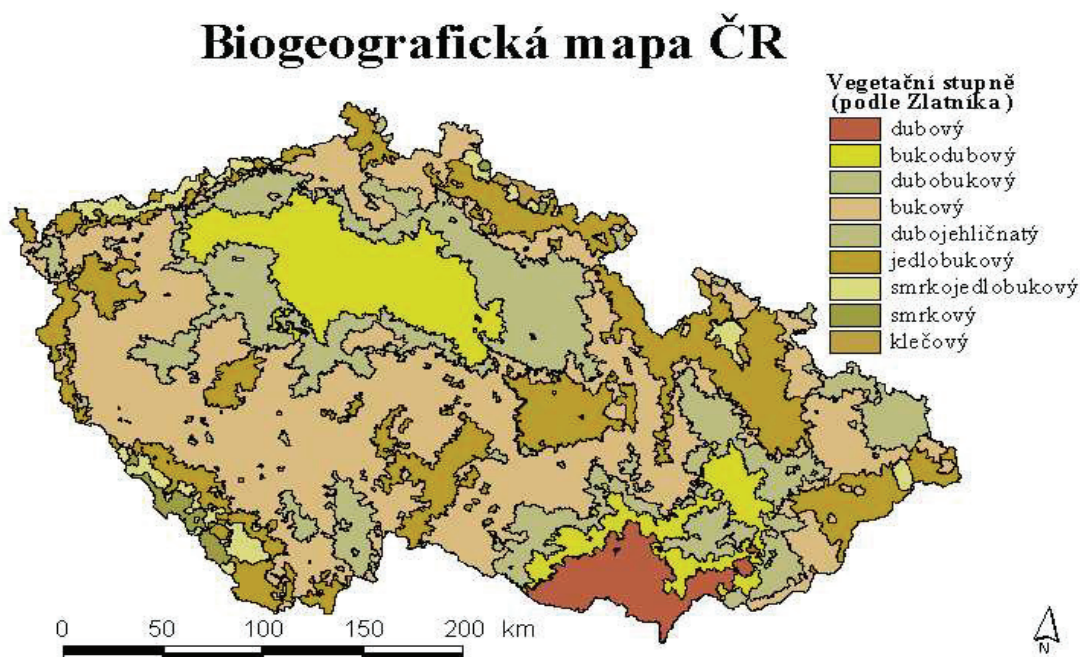 Biogeografická mapa ČR
Vegetační stupně
(podle Zlatníka )
dubový
bukodubový
dubobukový
bukový
dubojehličnatý
jedlobukový
smrkojedlobukový
smrkový
klečový
0 50 100 150 200 km
N